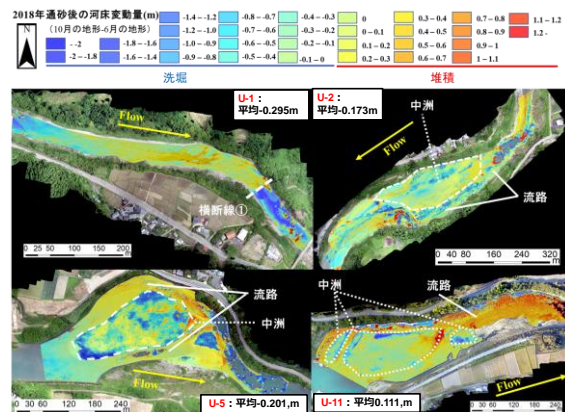 2018年通砂後の河床変動量(m)
(10月の地形-6月の地形)
N
- -2
-2 - -1.8
-1.8 - -1.6
-1.6 - -1.4
-1.4 - -1.2
-1.2 - -1.0
-1.0 - -0.9
-0.9 - -0.8
-0.8 - -0.7
-0.7 - -0.6
-0.6 - -0.5
-0.5 - -0.4
-0.4 - -0.3
-0.3 - -0.2
-0.2 - -0.1
-0.1 - 0
0
0 - 0.1
0.1 - 0.2
0.2 - 0.3
0.3 - 0.4
0.4 - 0.5
0.5 - 0.6
0.6 - 0.7
0.7 - 0.8
0.8 - 0.9
0.9 - 1
1 - 1.1
1.1 - 1.2
1.2 -
洗掘
堆積
Flow
U-1：
平均-0.295m
横断線①
0 25 50 100 150 200
m
U-2：
平均-0.173m
中洲
Flow
流路
0 40 80 160 240 320
m
流路
中洲
Flow
U-5：平均-0.201,m
0 30 60 120 180 240
m
中洲
流路
U-11：平均0.111,m
Flow
0 30 60 120 180 240
m